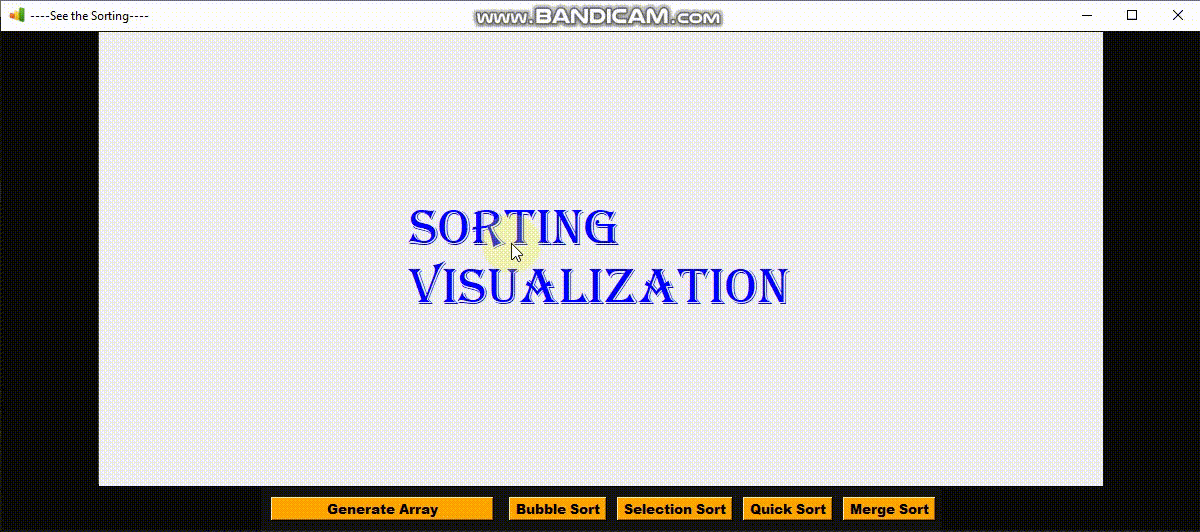 ----See the Sorting----
www.BANDICAM.com
SORTING
VISUALIZATION
Generate Array
Bubble Sort
Selection Sort
Quick Sort
Merge Sort